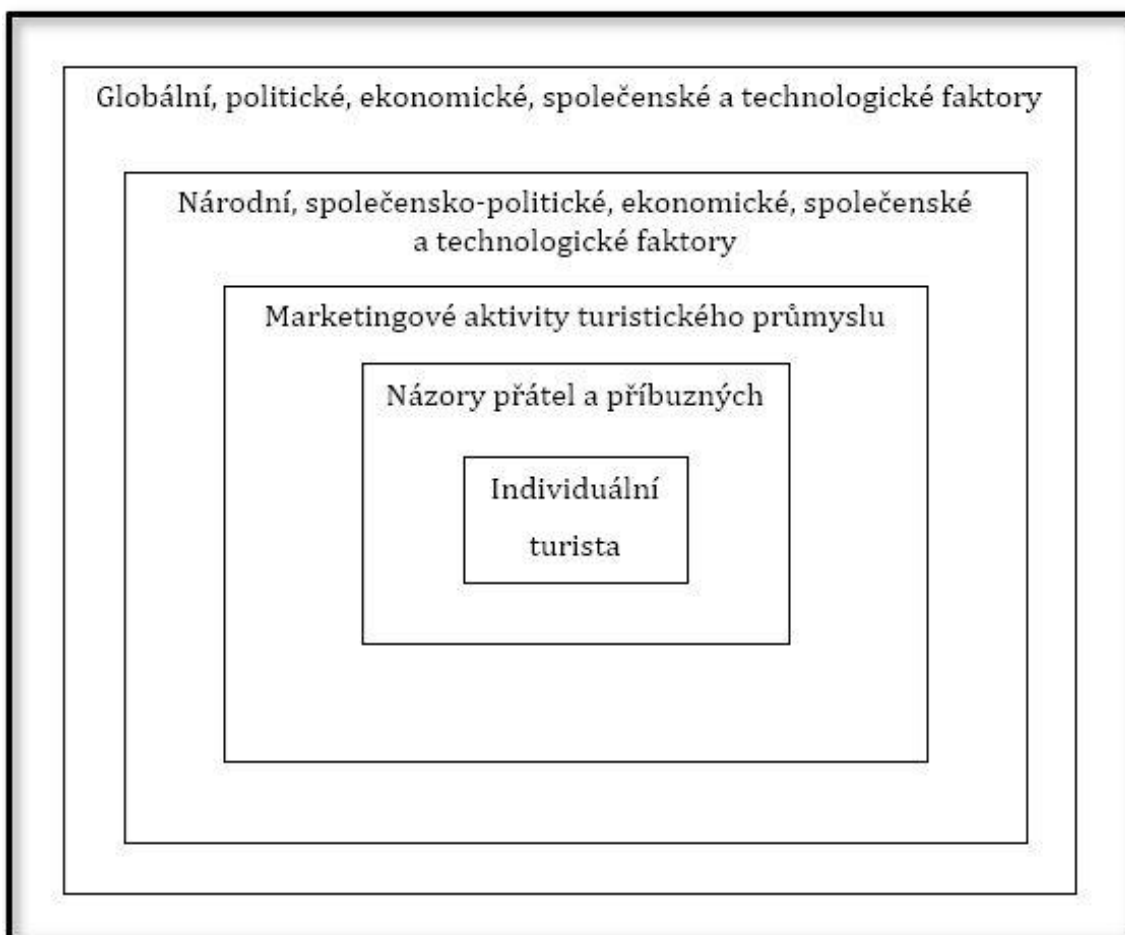 Globální, politické, ekonomické, společenské a technologické faktory
Národní, společensko-politické, ekonomické, společenské
a technologické faktory
Marketingové aktivity turistického průmyslu
Názory přátel a příbuzných
Individuální
turista